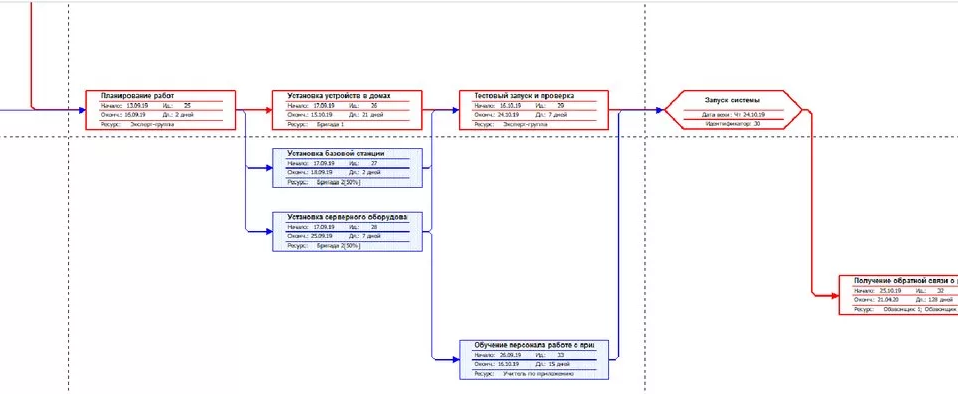 Планирование работ
Начало: 13.09.19 Ид.: 25
Оконч.: 16.09.19 Дл.: 2 дней
Ресурс: Эксперт-группа
Установка устройств в домах
Начало: 17.09.19 Ид.: 26
Оконч.: 15.10.19 Дл.: 21 дней
Ресурс: Бригада 1
Тестовый запуск и проверка
Начало: 16.10.19 Ид.: 29
Оконч.: 24.10.19 Дл.: 7 дней
Ресурс: Эксперт-группа
Запуск системы
Дата вехи: Чт 24.10.19
Идентификатор: 30
Установка базовой станции
Начало: 17.09.19 Ид.: 27
Оконч.: 18.09.19 Дл.: 2 дней
Ресурс: Бригада 2[50%]
Установка серверного оборудова
Начало: 17.09.19 Ид.: 28
Оконч.: 25.09.19 Дл.: 7 дней
Ресурс: Бригада 2[50%]
Получение обратной связи о
Начало: 25.10.19 Ид.: 32
Оконч.: 21.04.20 Дл.: 128 дней
Ресурс: Обзвонщик 1; Обзвонщик
Обучение персонала работе с при
Начало: 26.09.19 Ид.: 33
Оконч.: 16.10.19 Дл.: 15 дней
Ресурс: Учитель по приложению